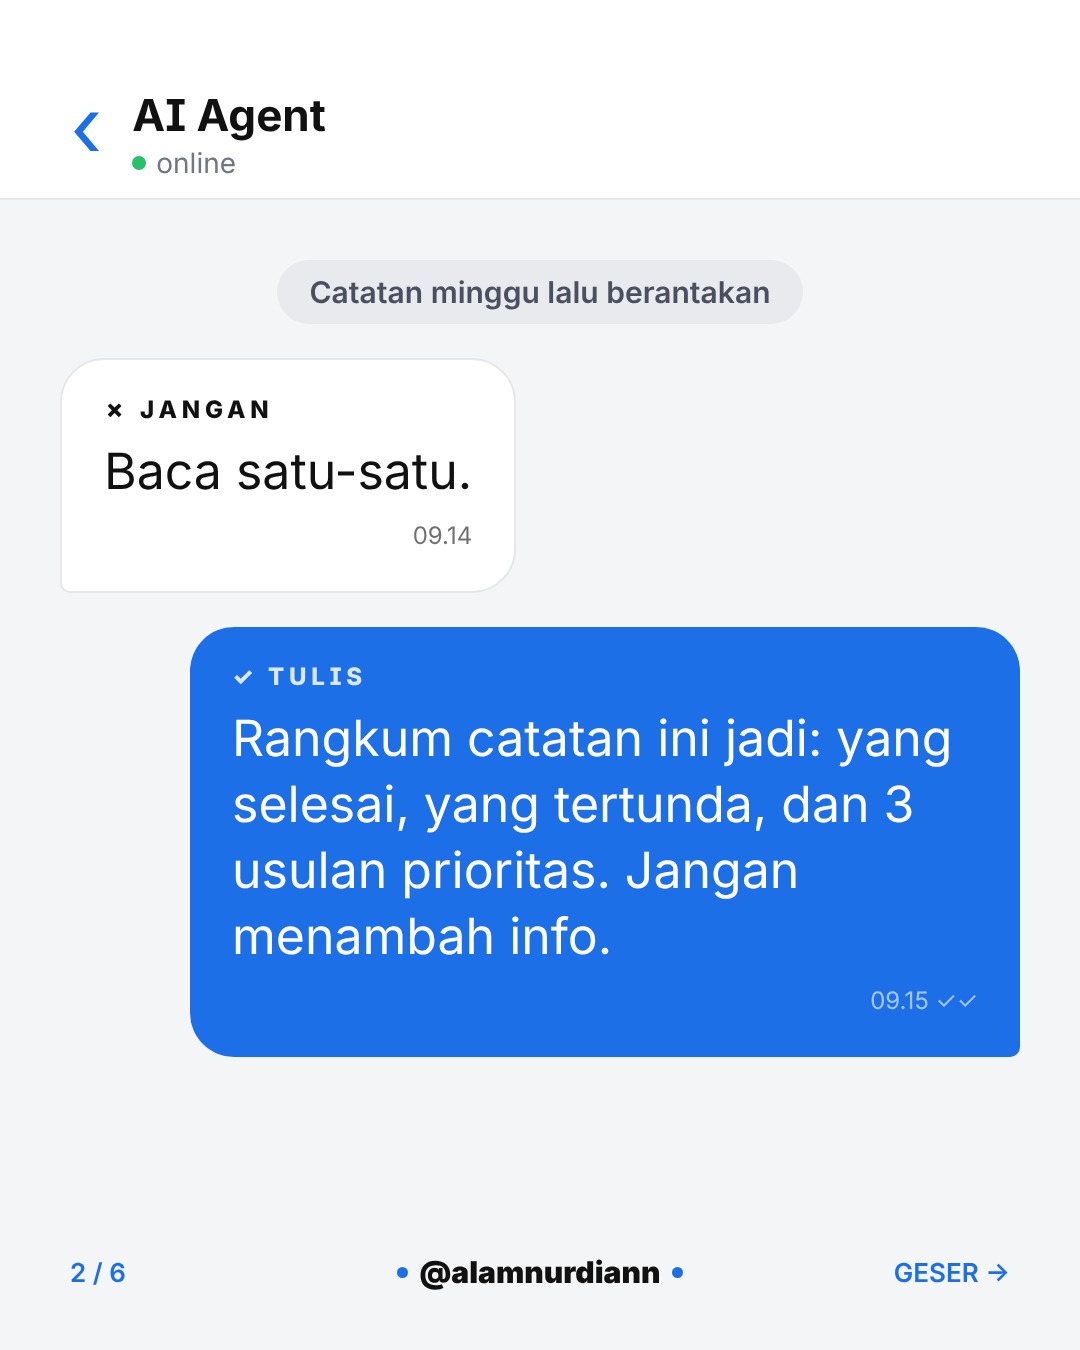 AI Agent
online
Catatan minggu lalu berantakan
× JANGAN
Baca satu-satu.
09.14
✓ TULIS
Rangkum catatan ini jadi: yang
selesai, yang tertunda, dan 3
usulan prioritas. Jangan
menambah info.
09.15 ✓✓
2 / 6
• @alamnurdiann •
GESER →